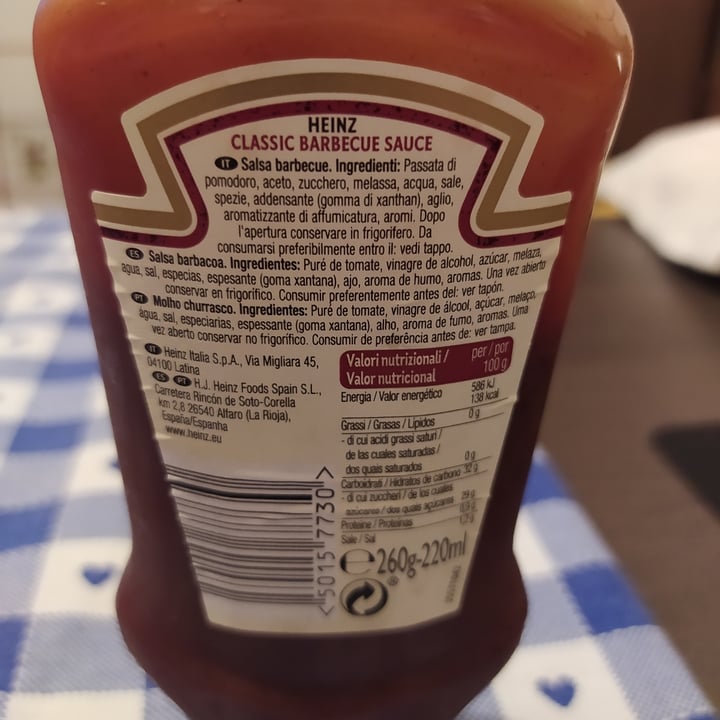 HEINZ
CLASSIC BARBECUE SAUCE
IT Salsa barbecue. Ingredienti: Passata di
pomodoro, aceto, zucchero, melassa, acqua, sale,
spezie, addensante (gomma di xanthan), aglio,
aromatizzante di affumicatura, aromi. Dopo
l'apertura conservare in frigorifero. Da
consumarsi preferibilmente entro il: vedi tappo.
ES Salsa barbacoa. Ingredientes: Puré de tomate, vinagre de alcohol, azúcar, melaza,
agua, sal, especias, espesante (goma xantana), ajo, aroma de humo, aromas. Una vez abierto
conservar en frigorífico. Consumir preferentemente antes del: ver tapón.
PT Molho churrasco. Ingredientes: Puré de tomate, vinagre de álcool, açúcar, melaço,
água, sal, especiarias, espessante (goma xantana), alho, aroma de fumo, aromas. Uma
vez aberto conservar no frigorífico. Consumir de preferência antes de: ver tampa.
IT Heinz Italia S.p.A., Via Migliara 45,
04100 Latina
ES PT H.J. Heinz Foods Spain S.L.,
Carretera Rincón de Soto-Corella
km 2,8 26540 Alfaro (La Rioja),
España/Espanha
www.heinz.eu
Valori nutrizionali / per / por
Valor nutricional 100 g
Energia / Valor energético 586 kJ
138 kcal
Grassi / Grasas / Lípidos 0 g
- di cui acidi grassi saturi /
de las cuales saturadas /
dos quais saturados 0 g
Carboidrati / Hidratos de carbono 32 g
- di cui zuccheri / de los cuales
azúcares / dos quais açúcares 29 g
Proteine / Proteínas 0,9 g
Sale / Sal
e 260g-220ml
<5015 7730>